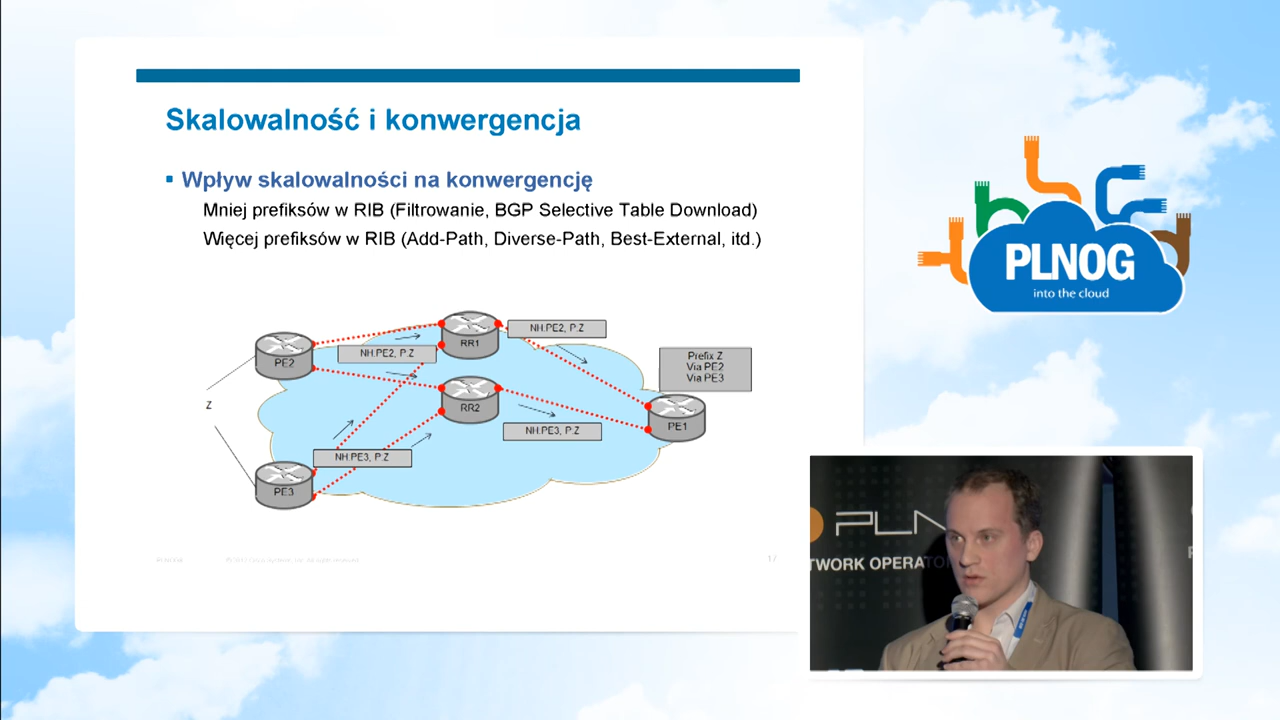 Skalowalność i konwergencja
Wpływ skalowalności na konwergencję
Mniej prefiksów w RIB (Filtrowanie, BGP Selective Table Download)
Więcej prefiksów w RIB (Add-Path, Diverse-Path, Best-External, itd.)
PE2
NH:PE2, P:Z
RR1
NH:PE2, P:Z
Prefix Z
Via PE2
Via PE3
Z
RR2
PE1
NH:PE3, P:Z
NH:PE3, P:Z
PE3
17
PLNOG
into the cloud
PLN
TWORK OPERATO